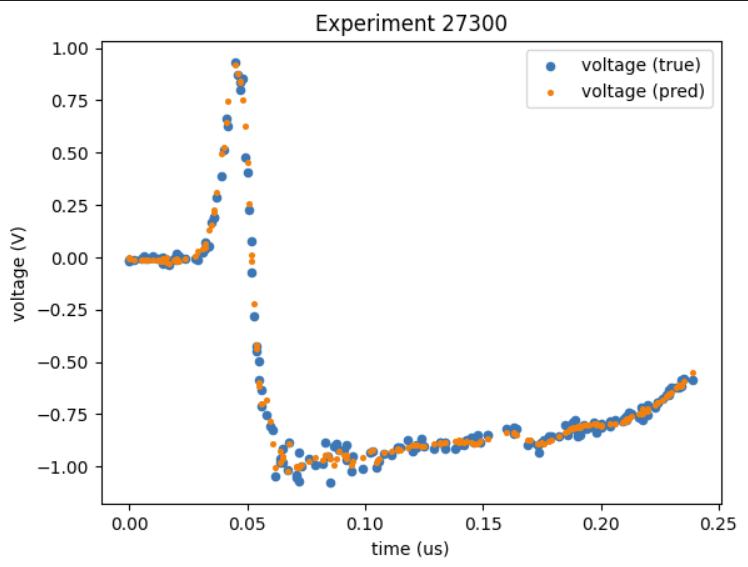 Experiment 27300
voltage (true)
voltage (pred)
voltage (V)
1.00
0.75
0.50
0.25
0.00
−0.25
−0.50
−0.75
−1.00
0.00 0.05 0.10 0.15 0.20 0.25
time (us)